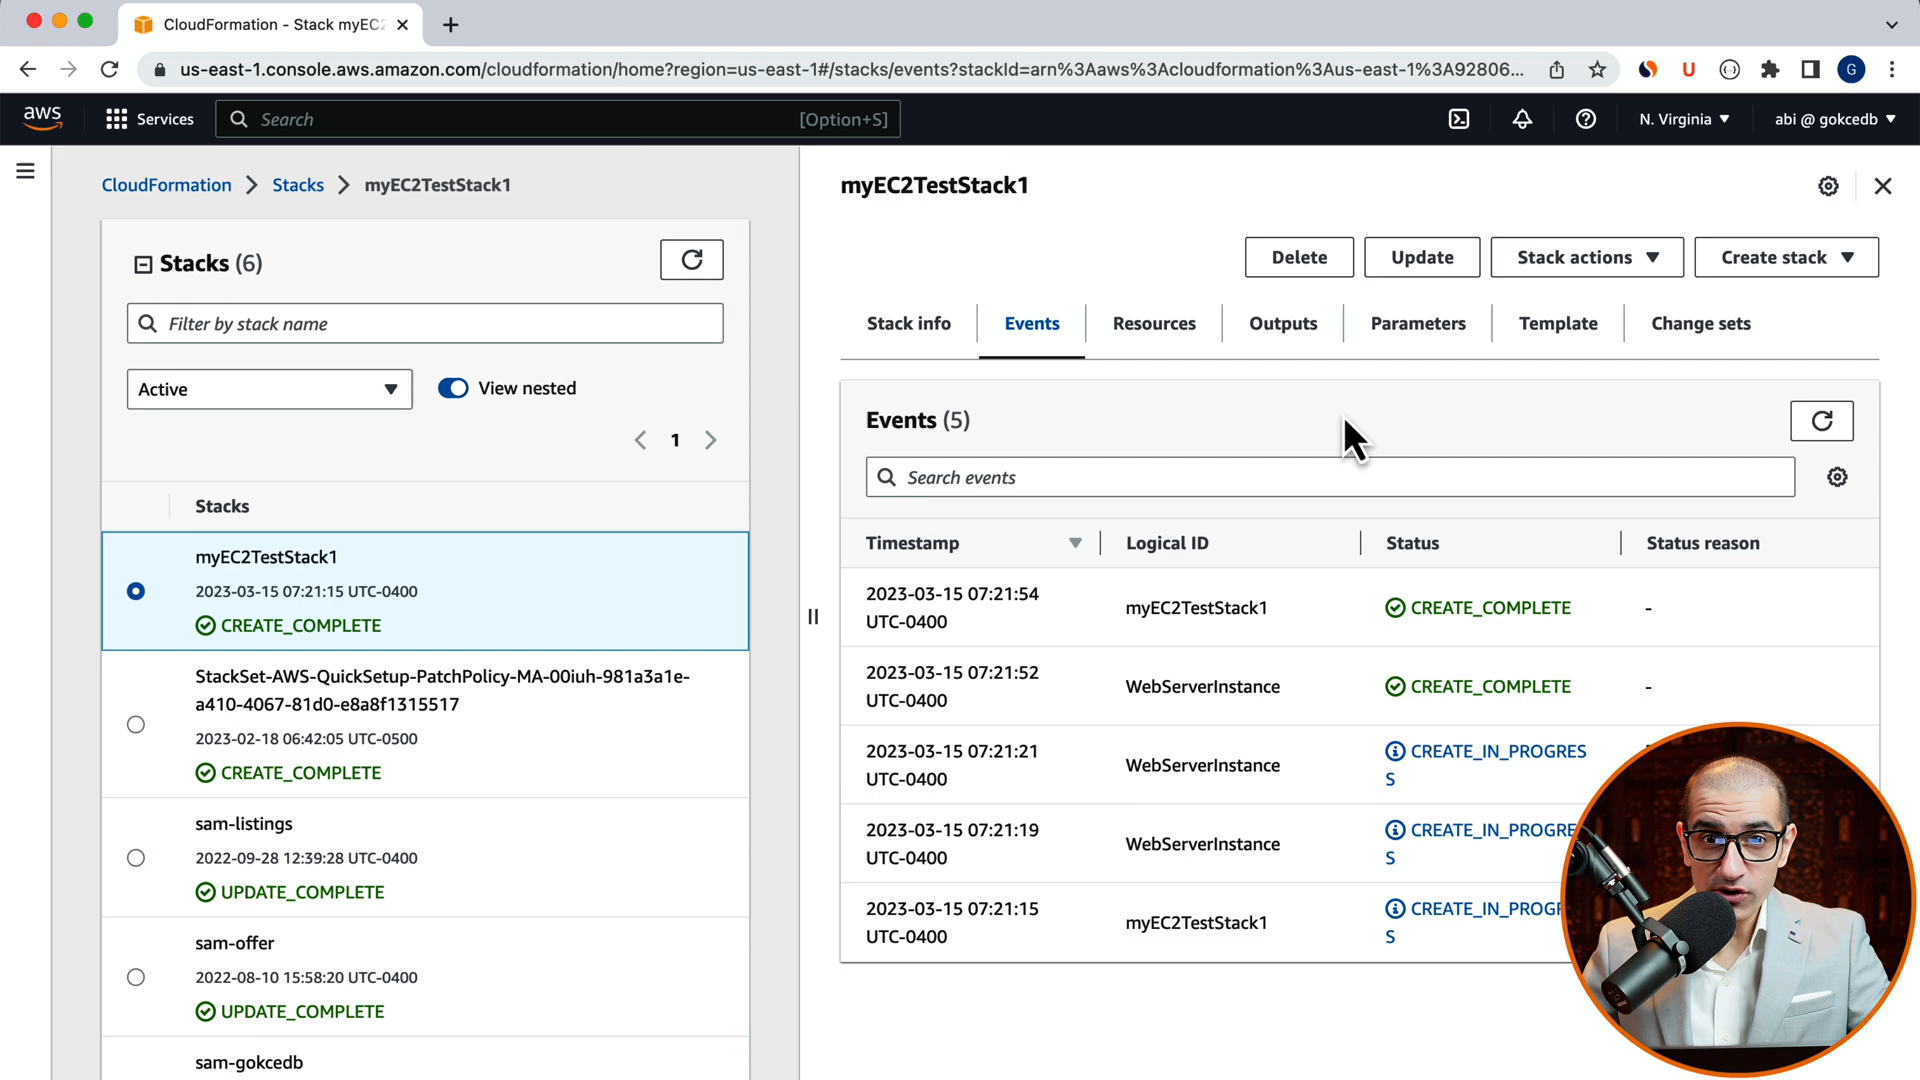 CloudFormation - Stack myEC2
us-east-1.console.aws.amazon.com/cloudformation/home?region=us-east-1#/stacks/events?stackId=arn%3Aaws%3Acloudformation%3Aus-east-1%3A92806...
U
G
aws
Services
Search
[Option+S]
N. Virginia
abi @ gokcedb
CloudFormation
Stacks
myEC2TestStack1
Stacks (6)
Filter by stack name
Active
View nested
1
Stacks
myEC2TestStack1
2023-03-15 07:21:15 UTC-0400
CREATE_COMPLETE
StackSet-AWS-QuickSetup-PatchPolicy-MA-00iuh-981a3a1e-
a410-4067-81d0-e8a8f1315517
2023-02-18 06:42:05 UTC-0500
CREATE_COMPLETE
sam-listings
2022-09-28 12:39:28 UTC-0400
UPDATE_COMPLETE
sam-offer
2022-08-10 15:58:20 UTC-0400
UPDATE_COMPLETE
sam-gokcedb
myEC2TestStack1
Delete
Update
Stack actions
Create stack
Stack info
Events
Resources
Outputs
Parameters
Template
Change sets
Events (5)
Search events
Timestamp
Logical ID
Status
Status reason
2023-03-15 07:21:54
UTC-0400
myEC2TestStack1
CREATE_COMPLETE
-
2023-03-15 07:21:52
UTC-0400
WebServerInstance
CREATE_COMPLETE
-
2023-03-15 07:21:21
UTC-0400
WebServerInstance
CREATE_IN_PROGRES
S
2023-03-15 07:21:19
UTC-0400
WebServerInstance
CREATE_IN_PROGRE
S
2023-03-15 07:21:15
UTC-0400
myEC2TestStack1
CREATE_IN_PROG
S